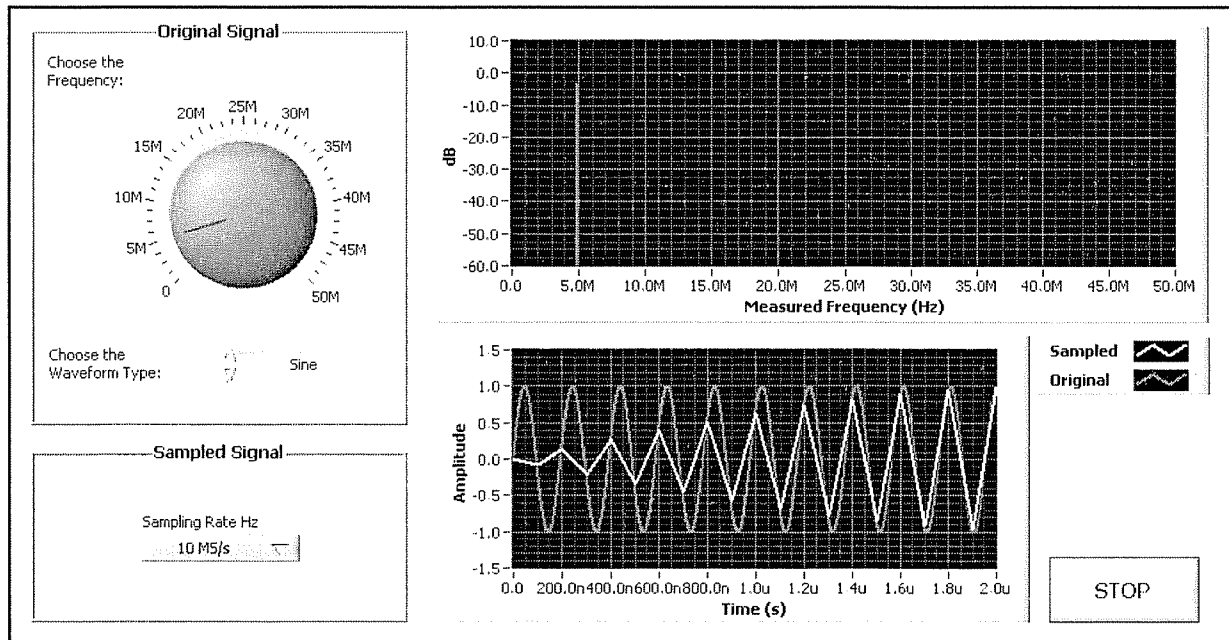 Original Signal
Choose the
Frequency:
0
5M
10M
15M
20M
25M
30M
35M
40M
45M
50M
Choose the
Waveform Type:
Sine
Sampled Signal
Sampling Rate Hz
10 MS/s
10.0
0.0
-10.0
-20.0
-30.0
-40.0
-50.0
-60.0
dB
0.0 5.0M 10.0M 15.0M 20.0M 25.0M 30.0M 35.0M 40.0M 45.0M 50.0M
Measured Frequency (Hz)
1.5
1.0
0.5
0.0
-0.5
-1.0
-1.5
Amplitude
0.0 200.0n 400.0n 600.0n 800.0n 1.0u 1.2u 1.4u 1.6u 1.8u 2.0u
Time (s)
Sampled
Original
STOP